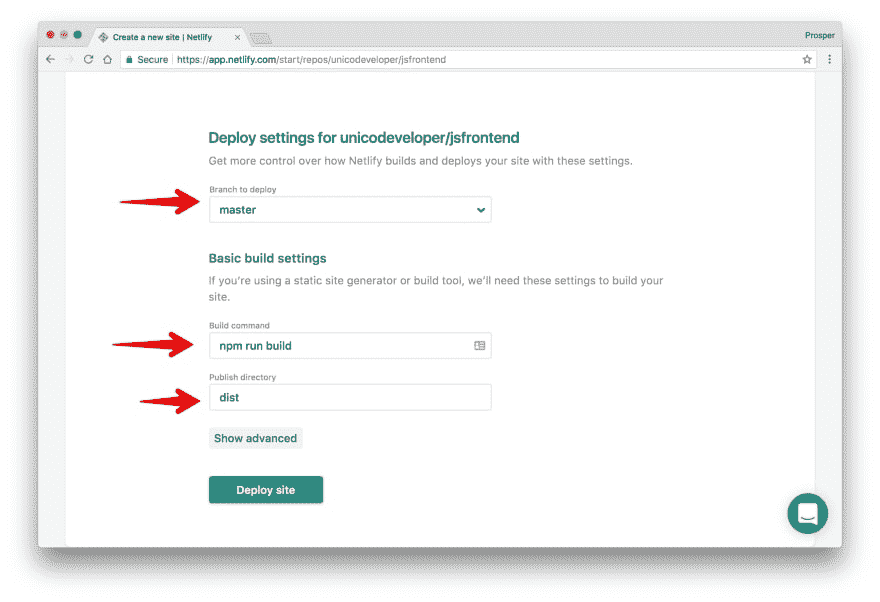 Create a new site | Netlify
Prosper
Secure
https://app.netlify.com/start/repos/unicodeveloper/jsfrontend
Deploy settings for unicodeveloper/jsfrontend
Get more control over how Netlify builds and deploys your site with these settings.
Branch to deploy
master
Basic build settings
If you're using a static site generator or build tool, we'll need these settings to build your
site.
Build command
npm run build
Publish directory
dist
Show advanced
Deploy site